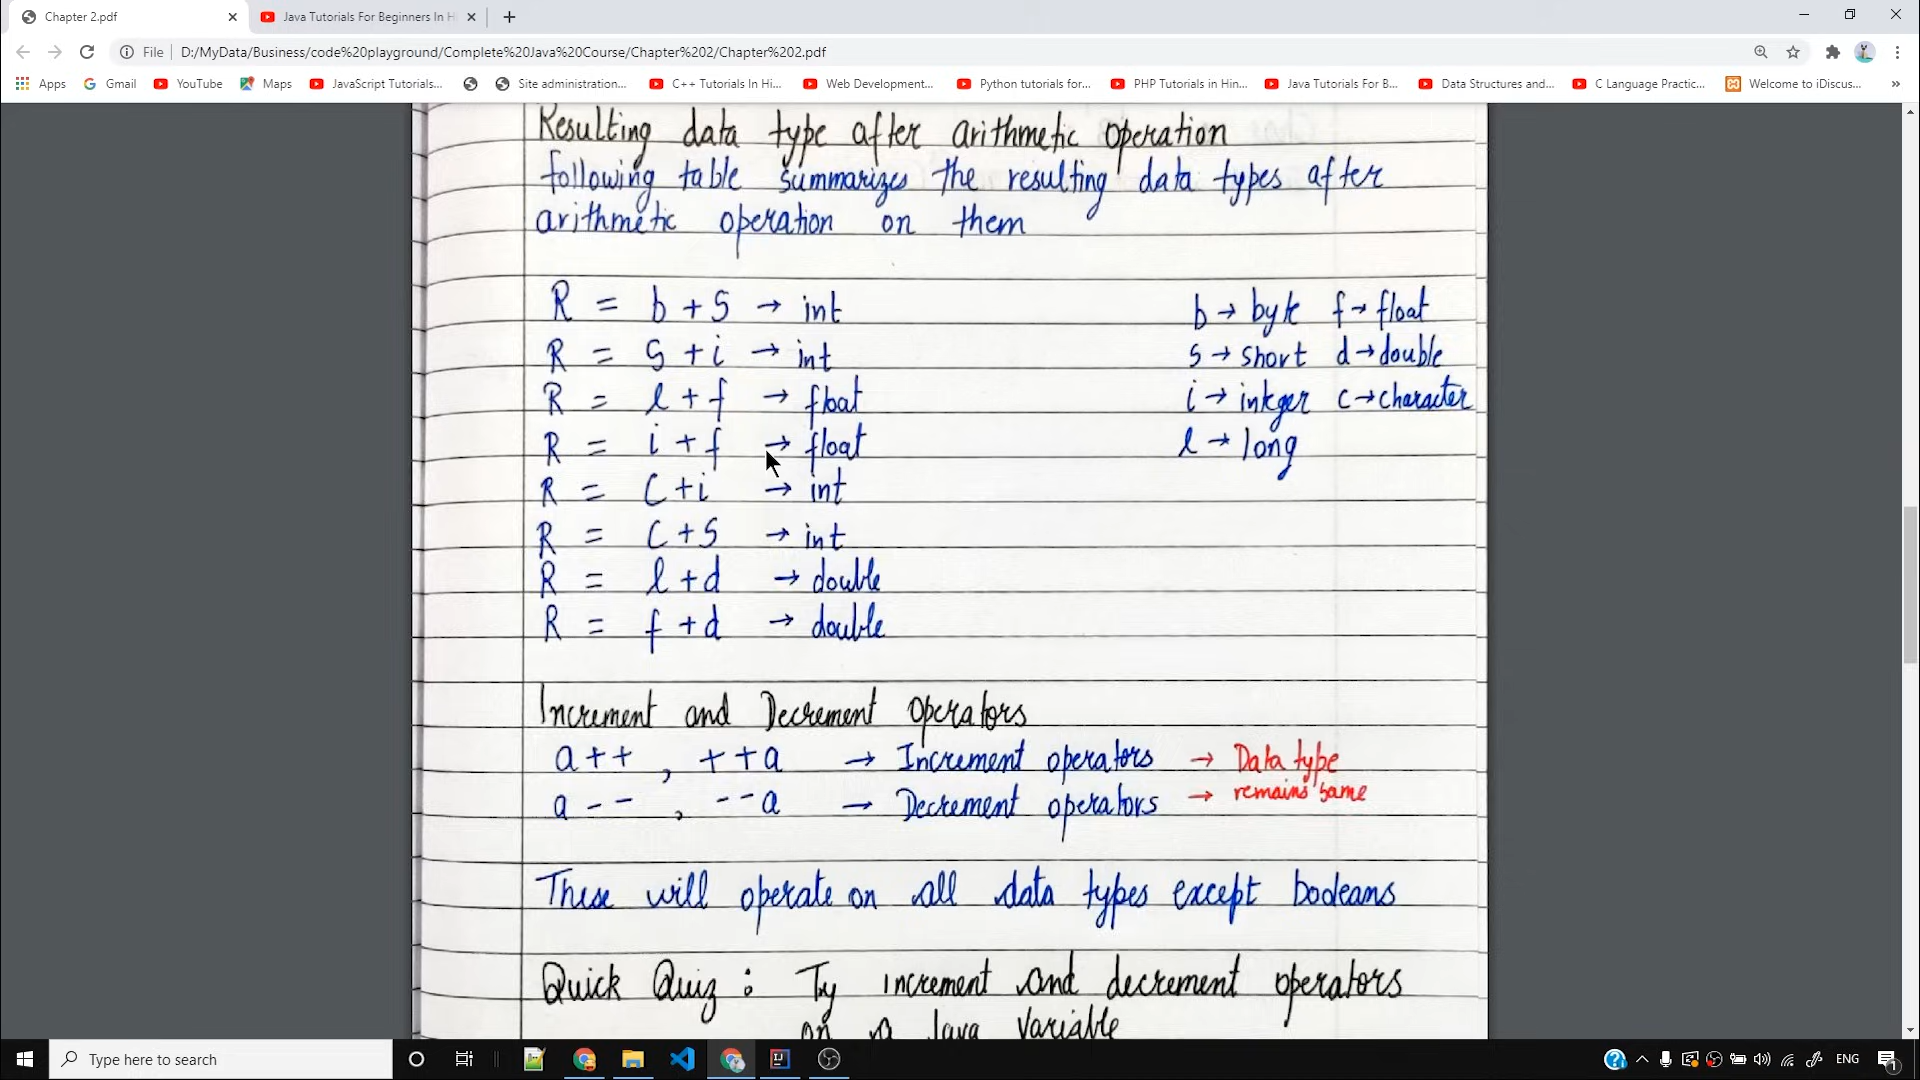 Chapter 2.pdf
Java Tutorials For Beginners In H
File D:/MyData/Business/code%20playground/Complete%20Java%20Course/Chapter%202/Chapter%202.pdf
Apps Gmail YouTube Maps JavaScript Tutorials... Site administration... C++ Tutorials In Hi... Web Development... Python tutorials for... PHP Tutorials in Hin... Java Tutorials For B... Data Structures and... C Language Practic... Welcome to iDiscus... »
Resulting data type after arithmetic operation
following table summarizes the resulting data types after
arithmetic operation on them
R = b + S → int
R = S + i → int
R = l + f → float
R = i + f → float
R = C + i → int
R = C + S → int
R = l + d → double
R = f + d → double
b → byte f → float
s → short d → double
i → integer c → character
l → long
Increment and Decrement operators
a++ , ++a → Increment operators → Data type
a-- , --a → Decrement operators → remains same
These will operate on all data types except booleans
Quick Quiz : Try increment and decrement operators
on a Java Variable
Type here to search
ENG
1